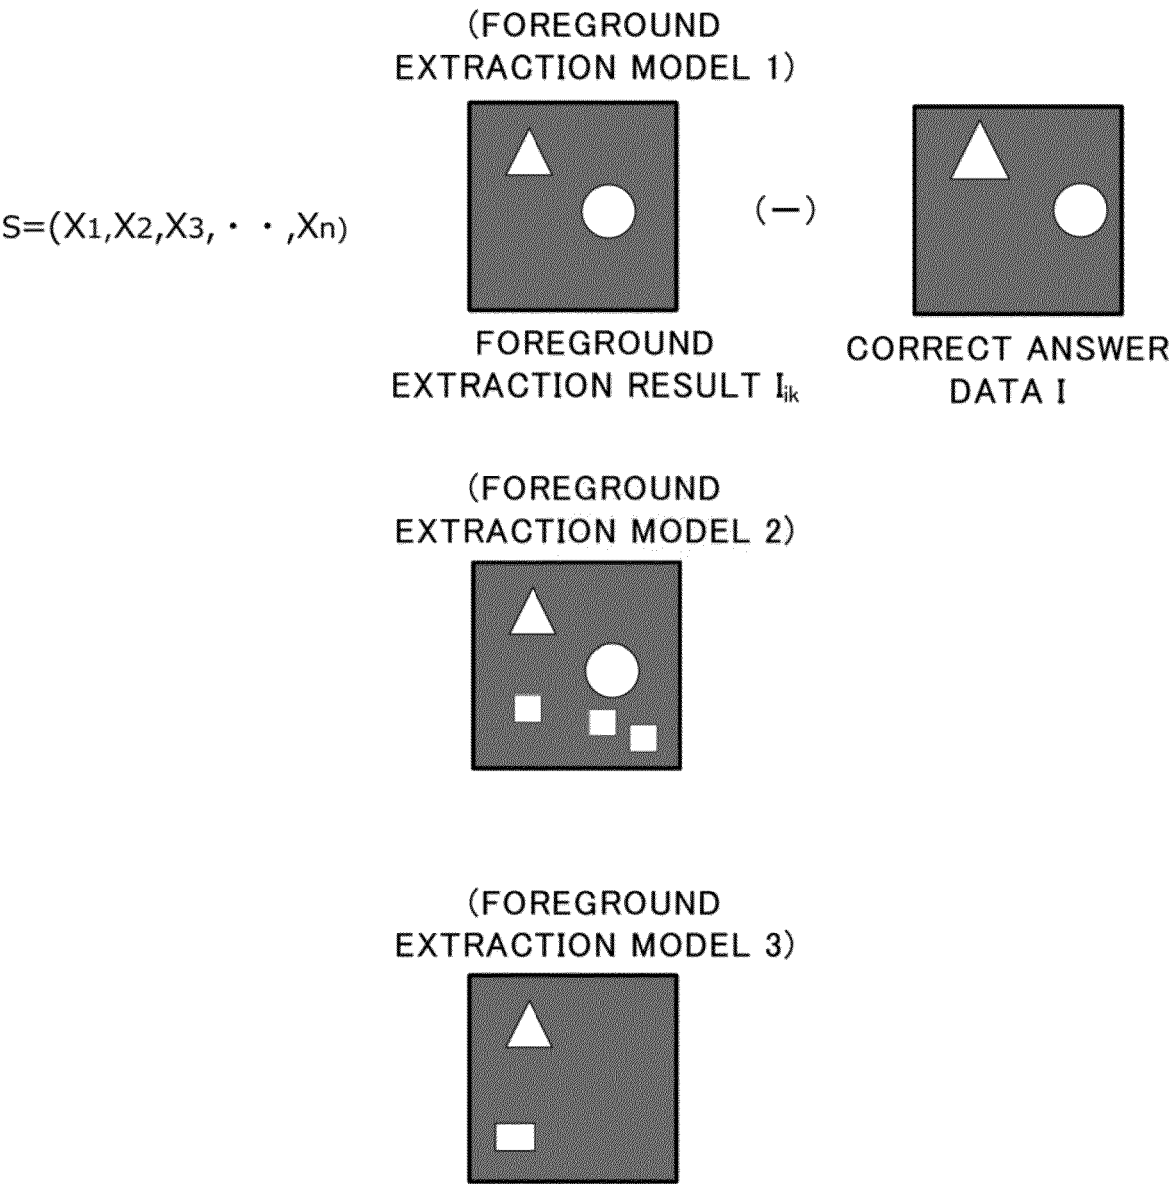 (FOREGROUND
EXTRACTION MODEL 1)
S=(X1,X2,X3,・・,Xn)
(−)
FOREGROUND
EXTRACTION RESULT Iik
CORRECT ANSWER
DATA I
(FOREGROUND
EXTRACTION MODEL 2)
(FOREGROUND
EXTRACTION MODEL 3)